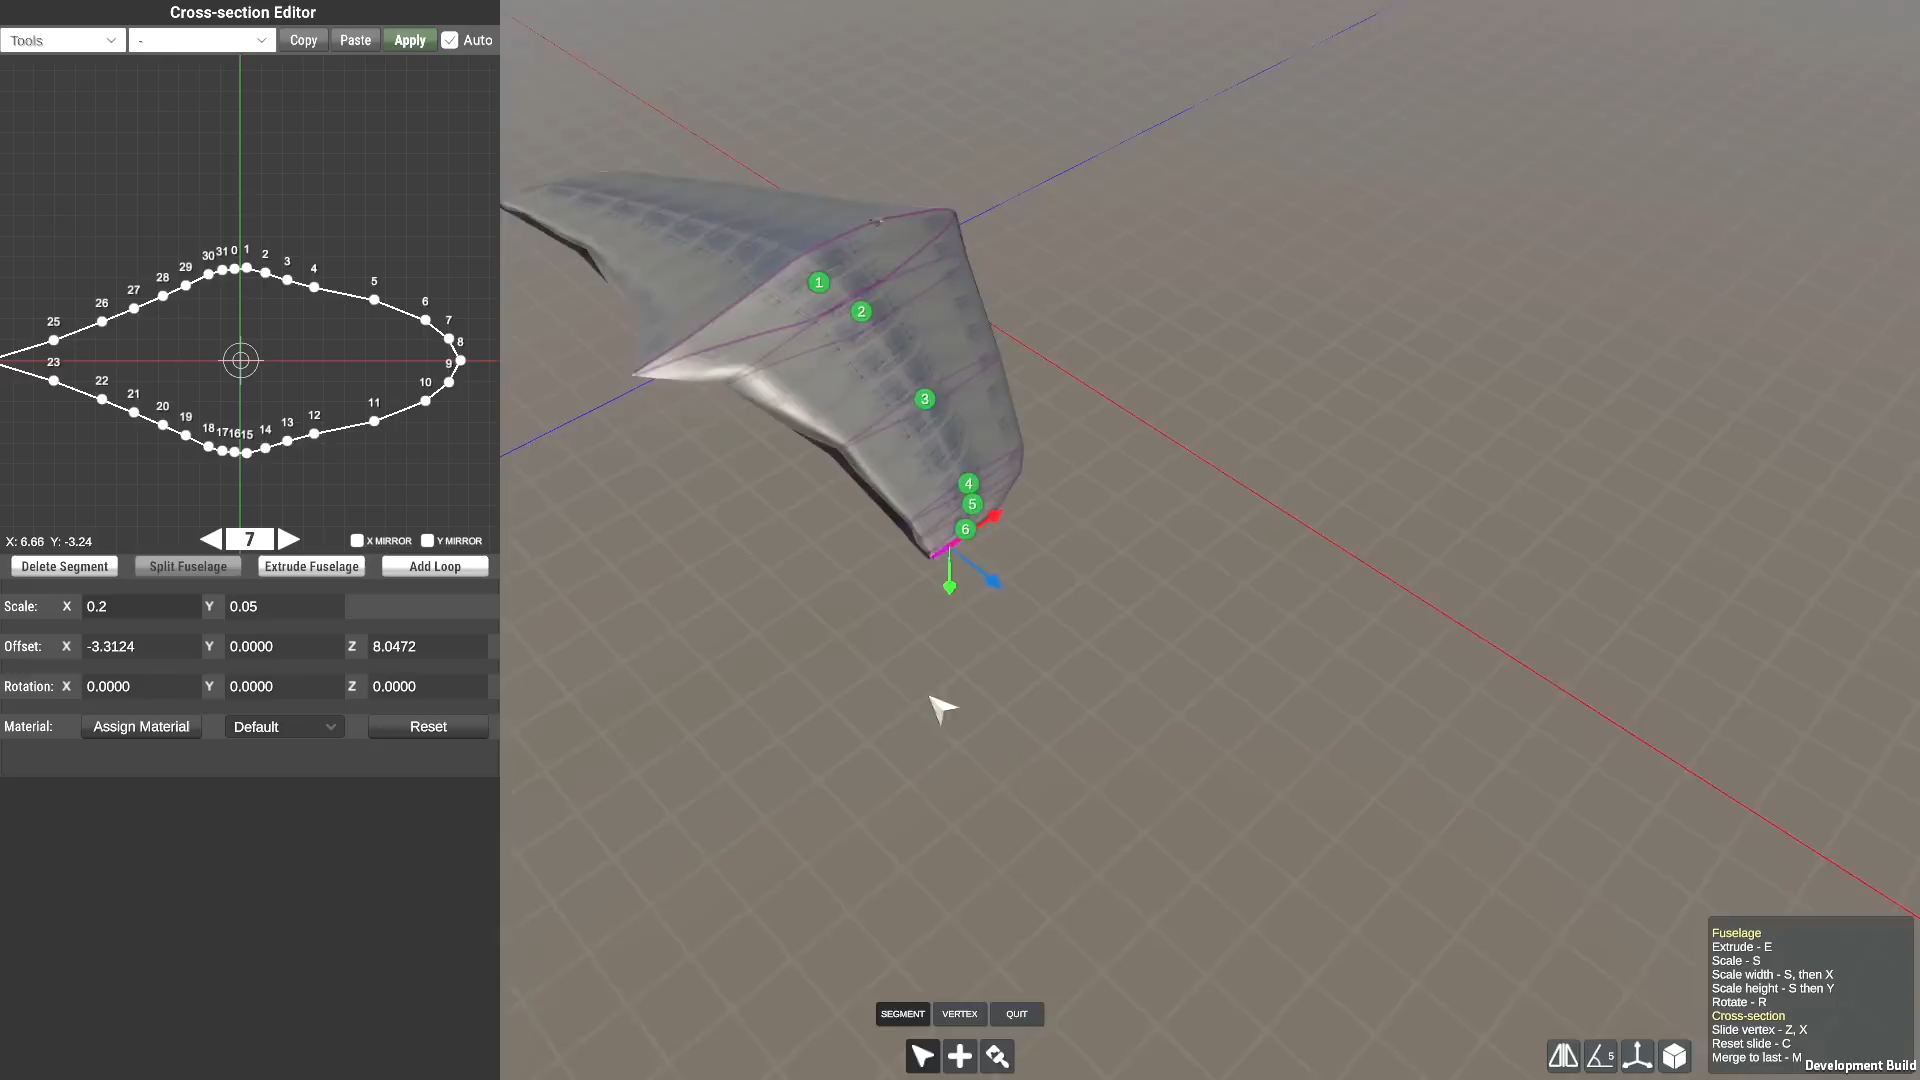 Cross-section Editor
Tools - Copy Paste Apply Auto
30 31 0 1 2 3 4 5 6 7 8 9 10 11 12 13 14 15 16 17 18 19 20 21 22 23 25 26 27 28 29
X: 6.66 Y: -3.24 7 X MIRROR Y MIRROR
Delete Segment Split Fuselage Extrude Fuselage Add Loop
Scale: X 0.2 Y 0.05
Offset: X -3.3124 Y 0.0000 Z 8.0472
Rotation: X 0.0000 Y 0.0000 Z 0.0000
Material: Assign Material Default Reset
1
2
3
4
5
6
SEGMENT VERTEX QUIT
5
Fuselage
Extrude - E
Scale - S
Scale width - S, then X
Scale height - S then Y
Rotate - R
Cross-section
Slide vertex - Z, X
Reset slide - C
Merge to last - M
Development Build